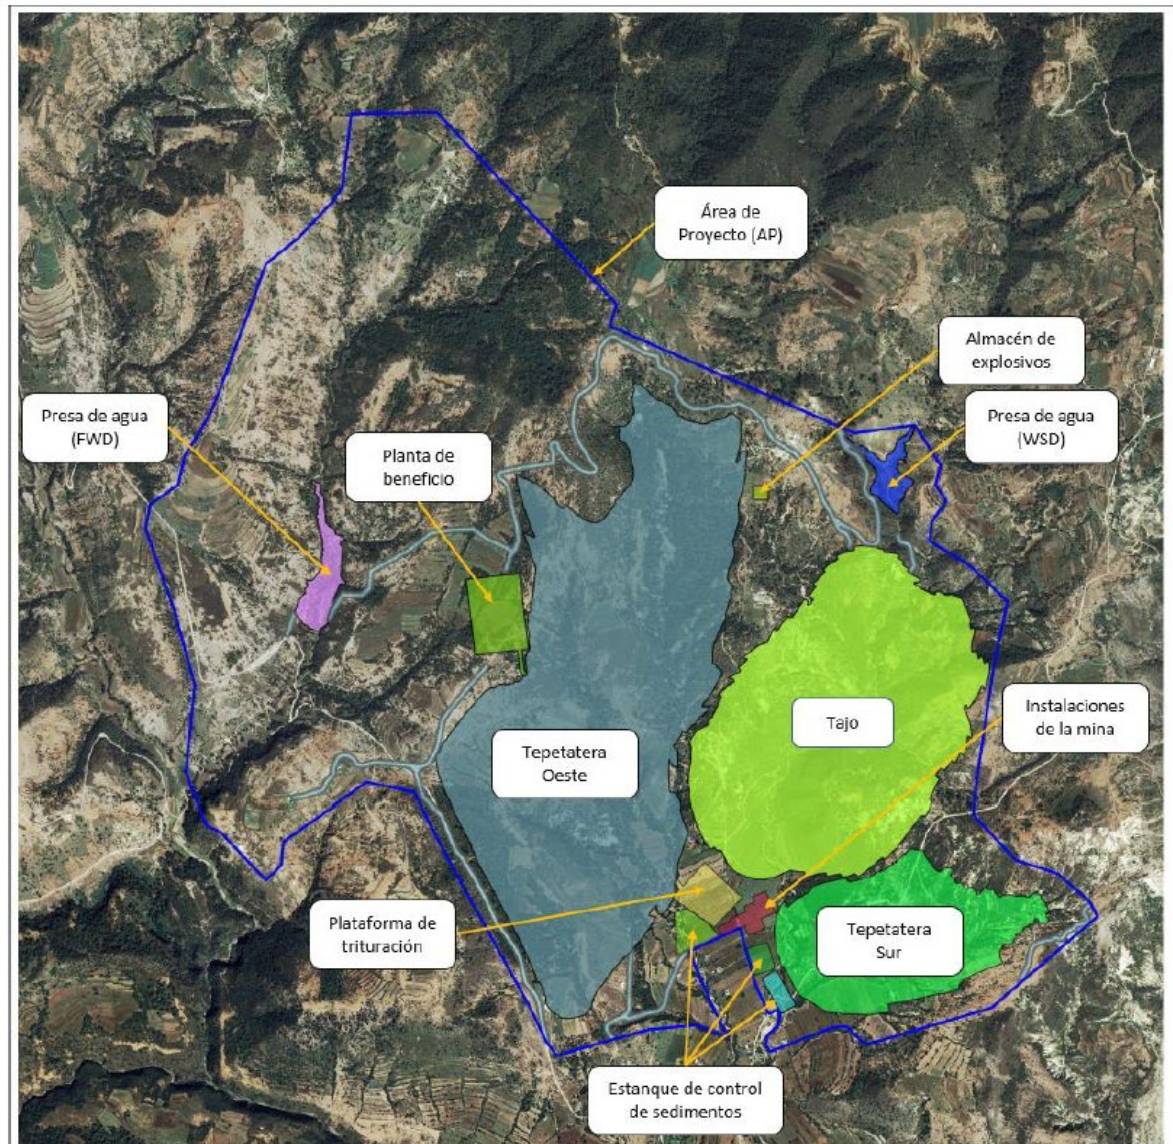 Área de
Proyecto (AP)
Almacén de
explosivos
Presa de agua
(FWD)
Presa de agua
(WSD)
Planta de
beneficio
Instalaciones
de la mina
Tajo
Tepetatera
Oeste
Plataforma de
trituración
Tepetatera
Sur
Estanque de control
de sedimentos